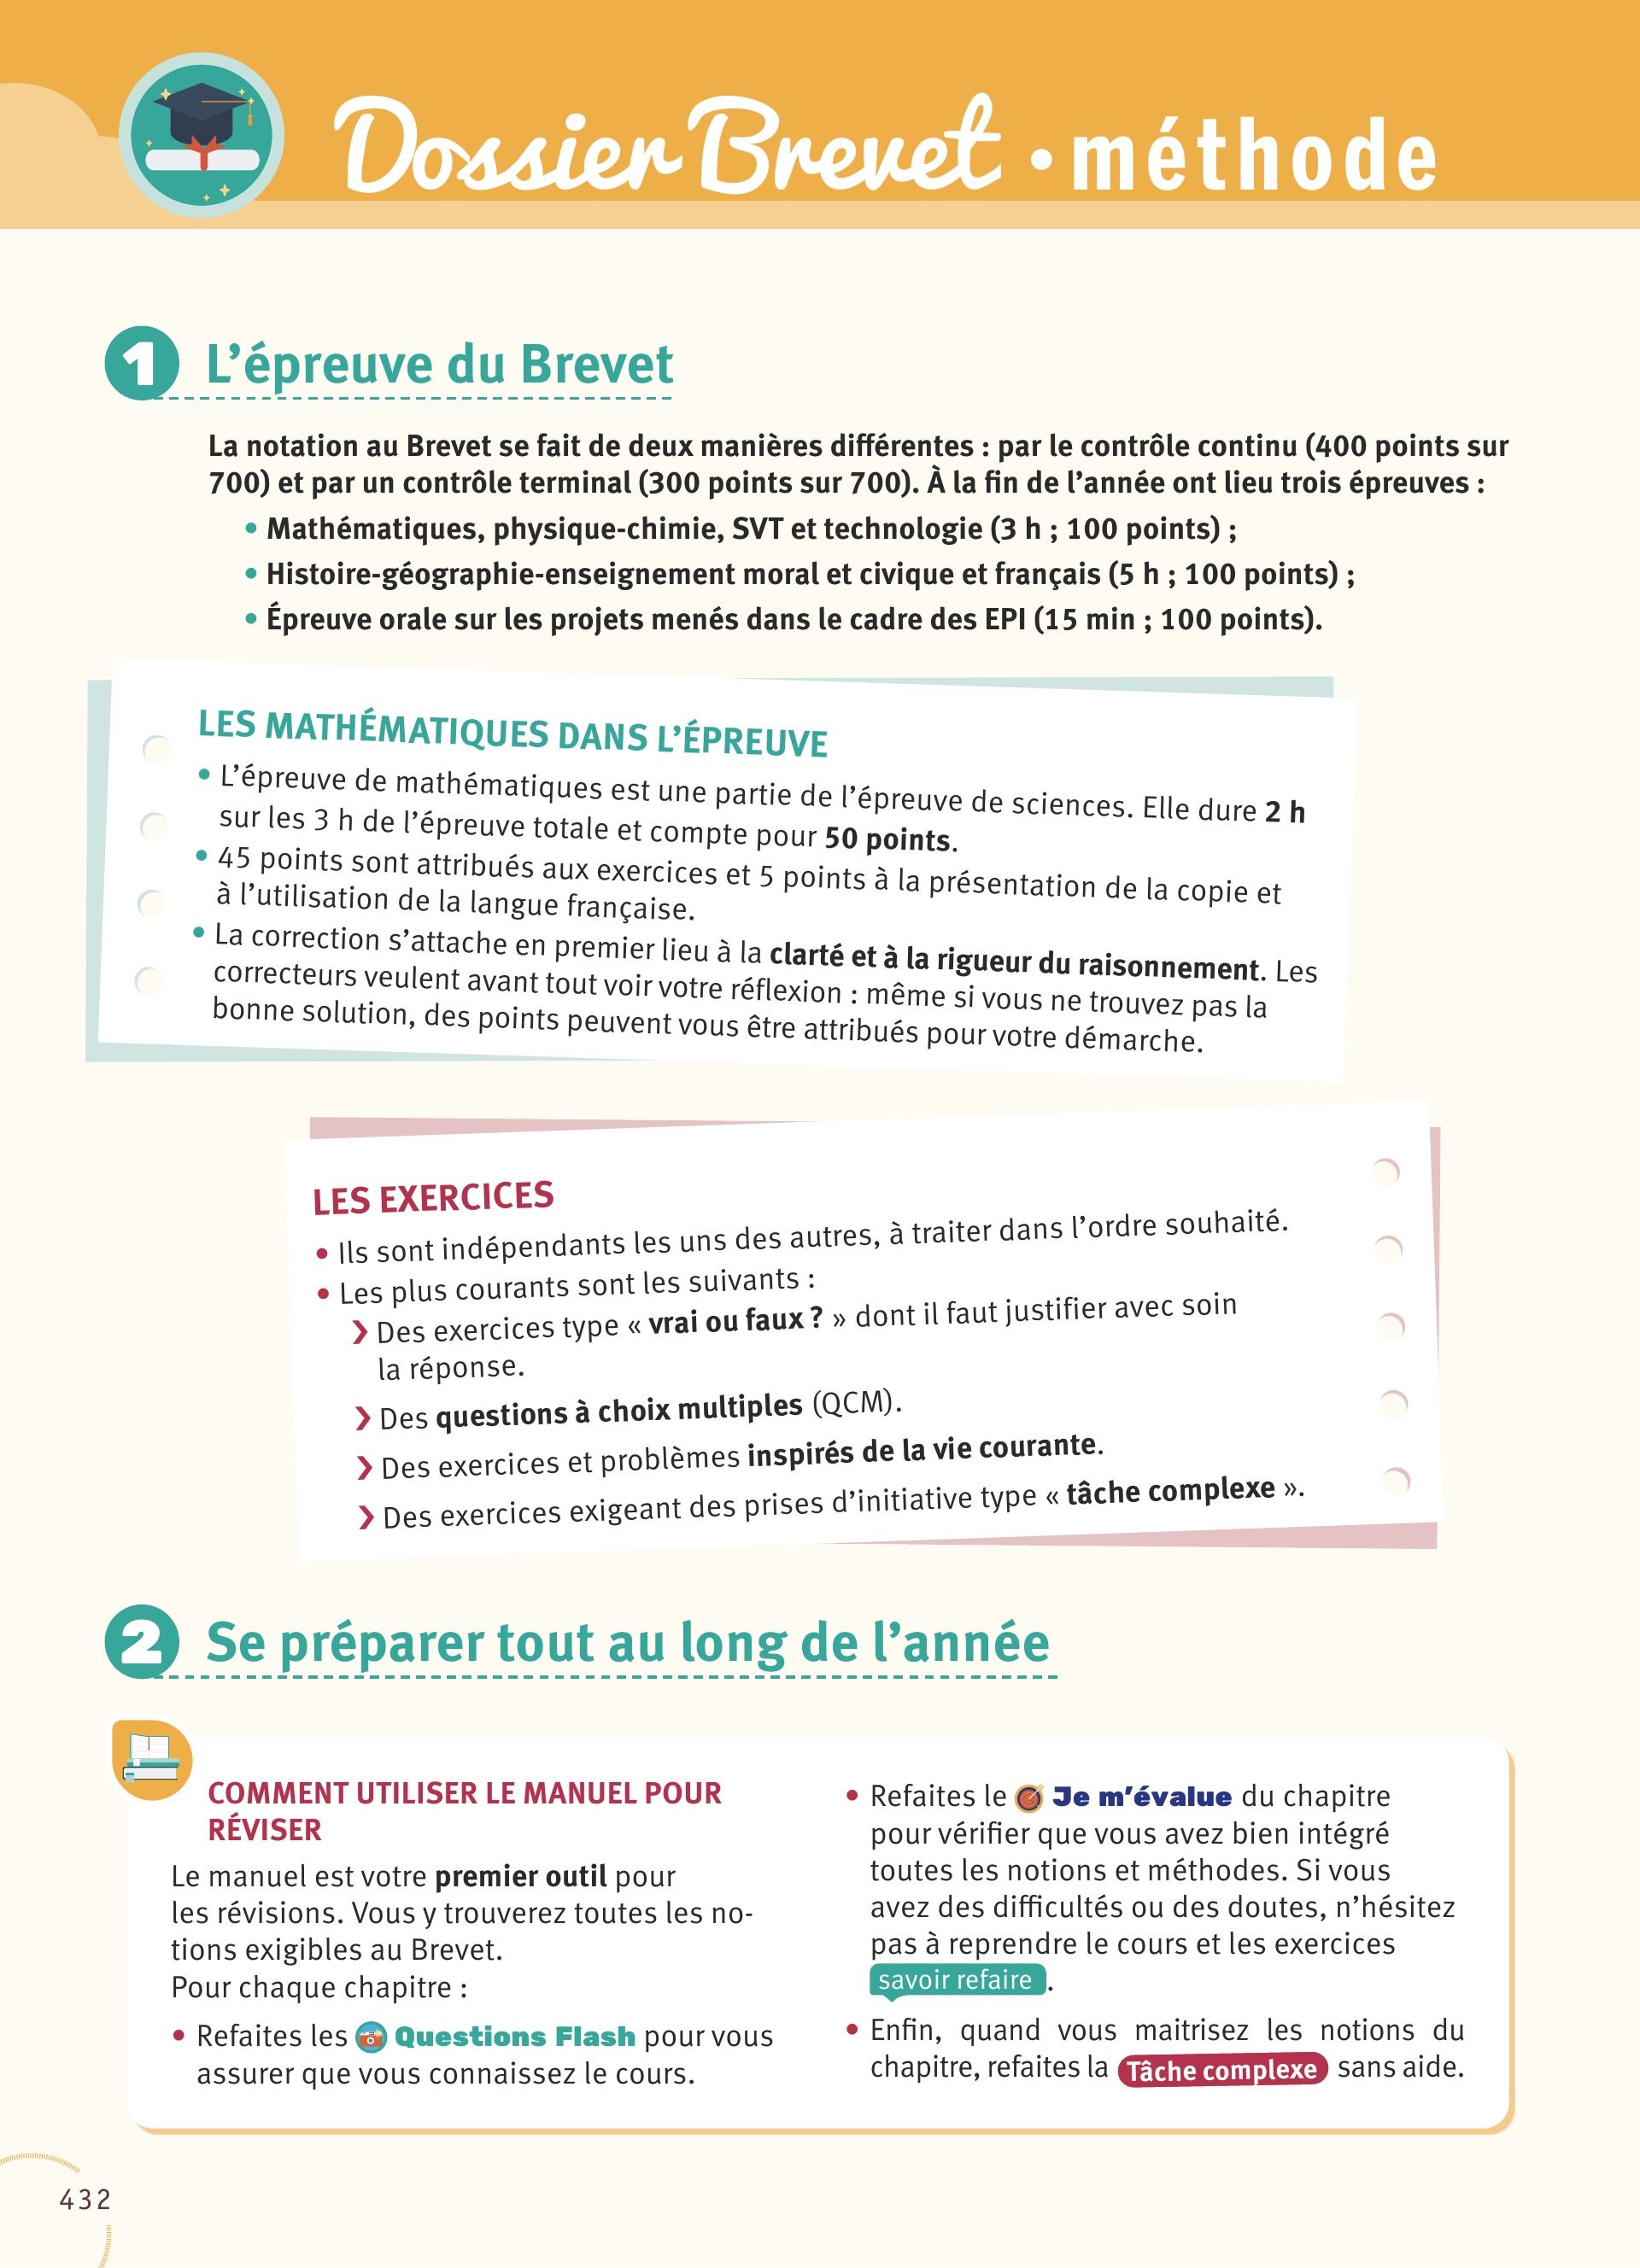 Dossier Brevet • méthode
1 L'épreuve du Brevet
La notation au Brevet se fait de deux manières différentes : par le contrôle continu (400 points sur
700) et par un contrôle terminal (300 points sur 700). À la fin de l'année ont lieu trois épreuves :
• Mathématiques, physique-chimie, SVT et technologie (3 h ; 100 points) ;
• Histoire-géographie-enseignement moral et civique et français (5 h ; 100 points) ;
• Épreuve orale sur les projets menés dans le cadre des EPI (15 min ; 100 points).
LES MATHÉMATIQUES DANS L'ÉPREUVE
• L'épreuve de mathématiques est une partie de l'épreuve de sciences. Elle dure 2 h
sur les 3 h de l'épreuve totale et compte pour 50 points.
• 45 points sont attribués aux exercices et 5 points à la présentation de la copie et
à l'utilisation de la langue française.
• La correction s'attache en premier lieu à la clarté et à la rigueur du raisonnement. Les
correcteurs veulent avant tout voir votre réflexion : même si vous ne trouvez pas la
bonne solution, des points peuvent vous être attribués pour votre démarche.
LES EXERCICES
• Ils sont indépendants les uns des autres, à traiter dans l'ordre souhaité.
• Les plus courants sont les suivants :
❯ Des exercices type « vrai ou faux ? » dont il faut justifier avec soin
la réponse.
❯ Des questions à choix multiples (QCM).
❯ Des exercices et problèmes inspirés de la vie courante.
❯ Des exercices exigeant des prises d'initiative type « tâche complexe ».
2 Se préparer tout au long de l'année
COMMENT UTILISER LE MANUEL POUR
RÉVISER
Le manuel est votre premier outil pour
les révisions. Vous y trouverez toutes les no-
tions exigibles au Brevet.
Pour chaque chapitre :
• Refaites les Questions Flash pour vous
assurer que vous connaissez le cours.
• Refaites le Je m'évalue du chapitre
pour vérifier que vous avez bien intégré
toutes les notions et méthodes. Si vous
avez des difficultés ou des doutes, n'hésitez
pas à reprendre le cours et les exercices
savoir refaire .
• Enfin, quand vous maitrisez les notions du
chapitre, refaites la Tâche complexe sans aide.
432